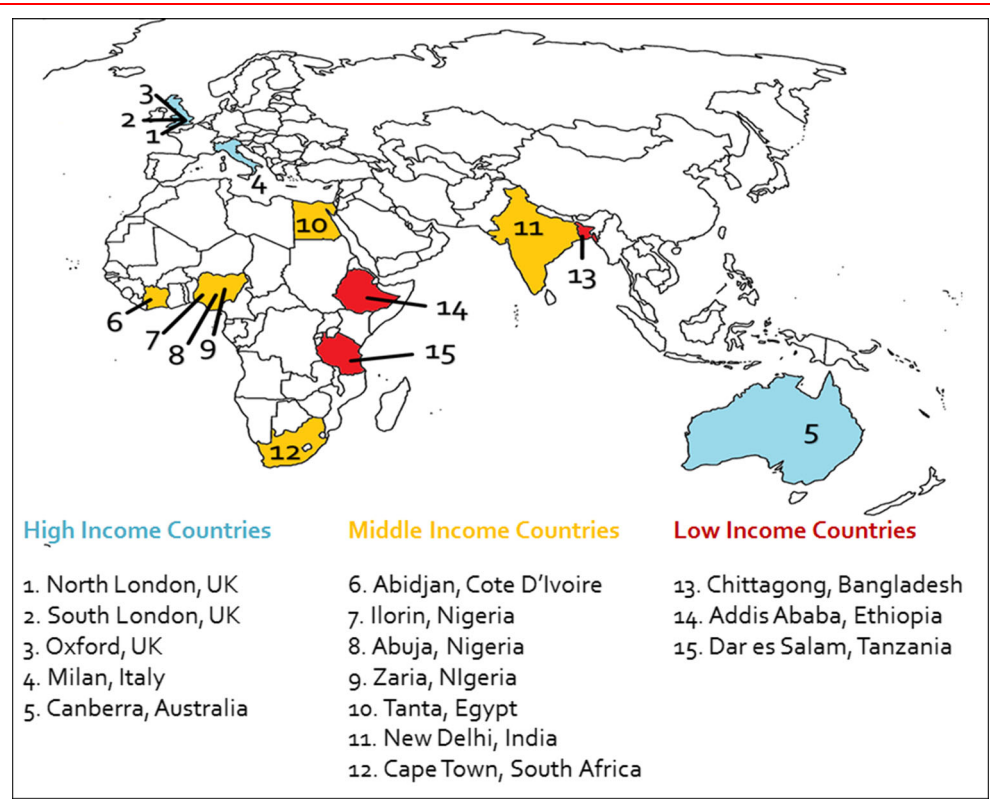 3
2
1
4
10
11
13
6
7
8
9
14
15
12
5
High Income Countries
1. North London, UK
2. South London, UK
3. Oxford, UK
4. Milan, Italy
5. Canberra, Australia
Middle Income Countries
6. Abidjan, Cote D'Ivoire
7. Ilorin, Nigeria
8. Abuja, Nigeria
9. Zaria, NIgeria
10. Tanta, Egypt
11. New Delhi, India
12. Cape Town, South Africa
Low Income Countries
13. Chittagong, Bangladesh
14. Addis Ababa, Ethiopia
15. Dar es Salam, Tanzania